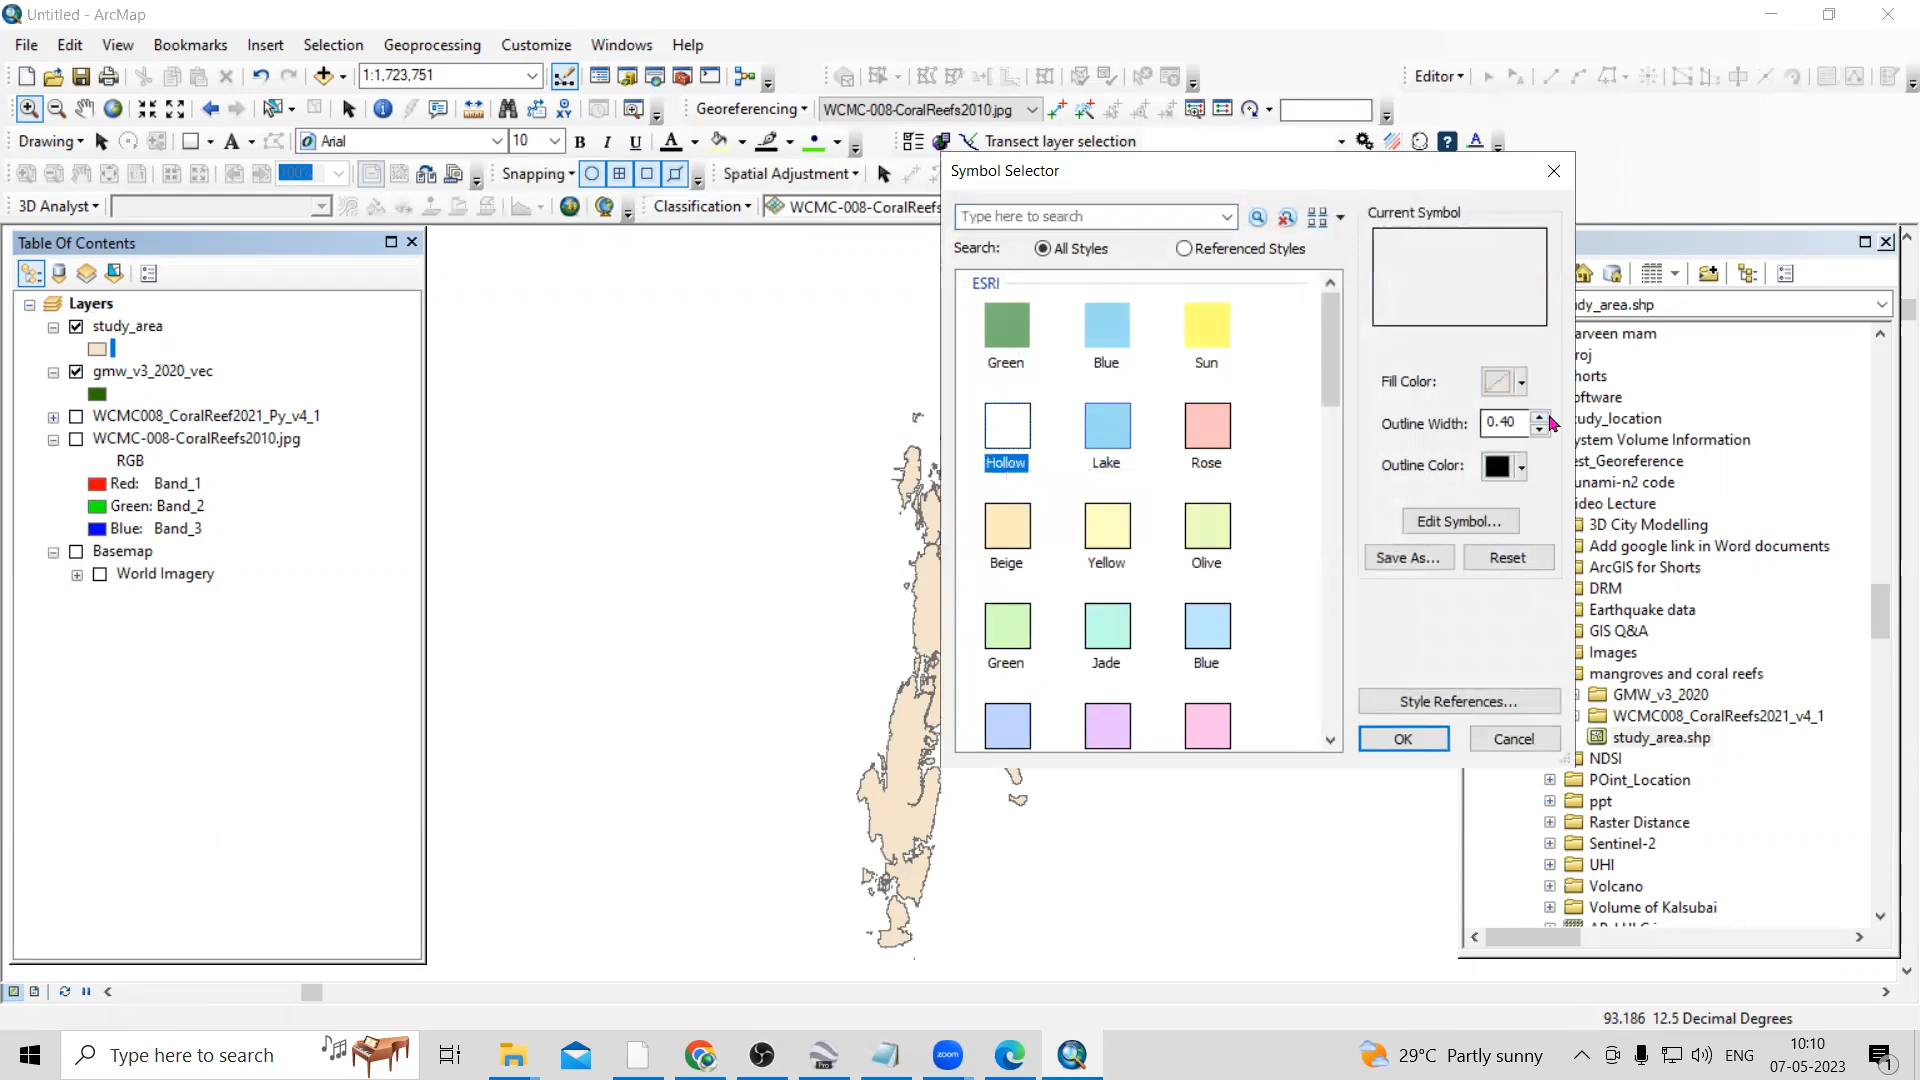 Untitled - ArcMap
File Edit View Bookmarks Insert Selection Geoprocessing Customize Windows Help
1:1,723,751
Editor
Georeferencing WCMC-008-CoralReefs2010.jpg
Drawing Arial 10 B I U A Transect layer selection
100% Snapping Spatial Adjustment
3D Analyst Classification WCMC-008-CoralReefs
Table Of Contents
Layers
study_area
gmw_v3_2020_vec
WCMC008_CoralReef2021_Py_v4_1
WCMC-008-CoralReefs2010.jpg
RGB
Red: Band_1
Green: Band_2
Blue: Band_3
Basemap
World Imagery
Symbol Selector
Type here to search
Search: All Styles Referenced Styles
ESRI
Green Blue Sun
Hollow Lake Rose
Beige Yellow Olive
Green Jade Blue
Current Symbol
Fill Color:
Outline Width: 0.40
Outline Color:
Edit Symbol...
Save As... Reset
Style References...
OK Cancel
dy_area.shp
arveen mam
roj
horts
oftware
tudy_location
ystem Volume Information
est_Georeference
unami-n2 code
ideo Lecture
3D City Modelling
Add google link in Word documents
ArcGIS for Shorts
DRM
Earthquake data
GIS Q&A
Images
mangroves and coral reefs
GMW_v3_2020
WCMC008_CoralReefs2021_v4_1
study_area.shp
NDSI
POint_Location
ppt
Raster Distance
Sentinel-2
UHI
Volcano
Volume of Kalsubai
93.186 12.5 Decimal Degrees
Type here to search
Pro
zoom
29°C Partly sunny
ENG
10:10
07-05-2023
1